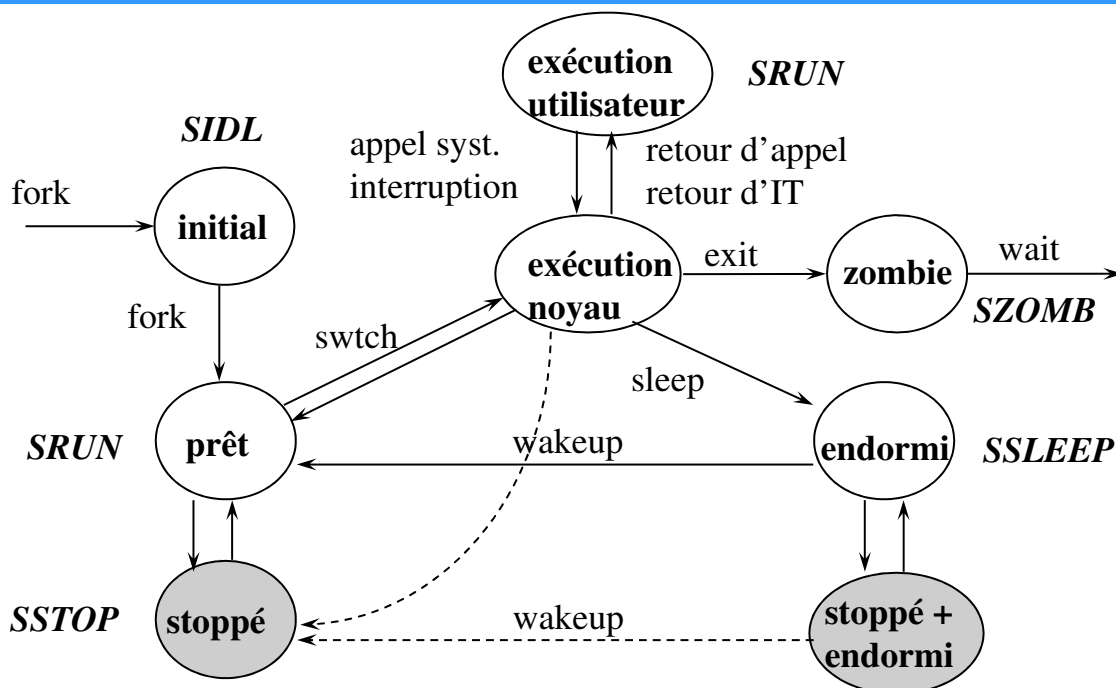 exécution
utilisateur
SRUN
SIDL
appel syst.
interruption
retour d'appel
retour d'IT
fork
initial
exécution
noyau
exit
zombie
wait
SZOMB
fork
swtch
sleep
SRUN
prêt
wakeup
endormi
SSLEEP
SSTOP
stoppé
wakeup
stoppé +
endormi